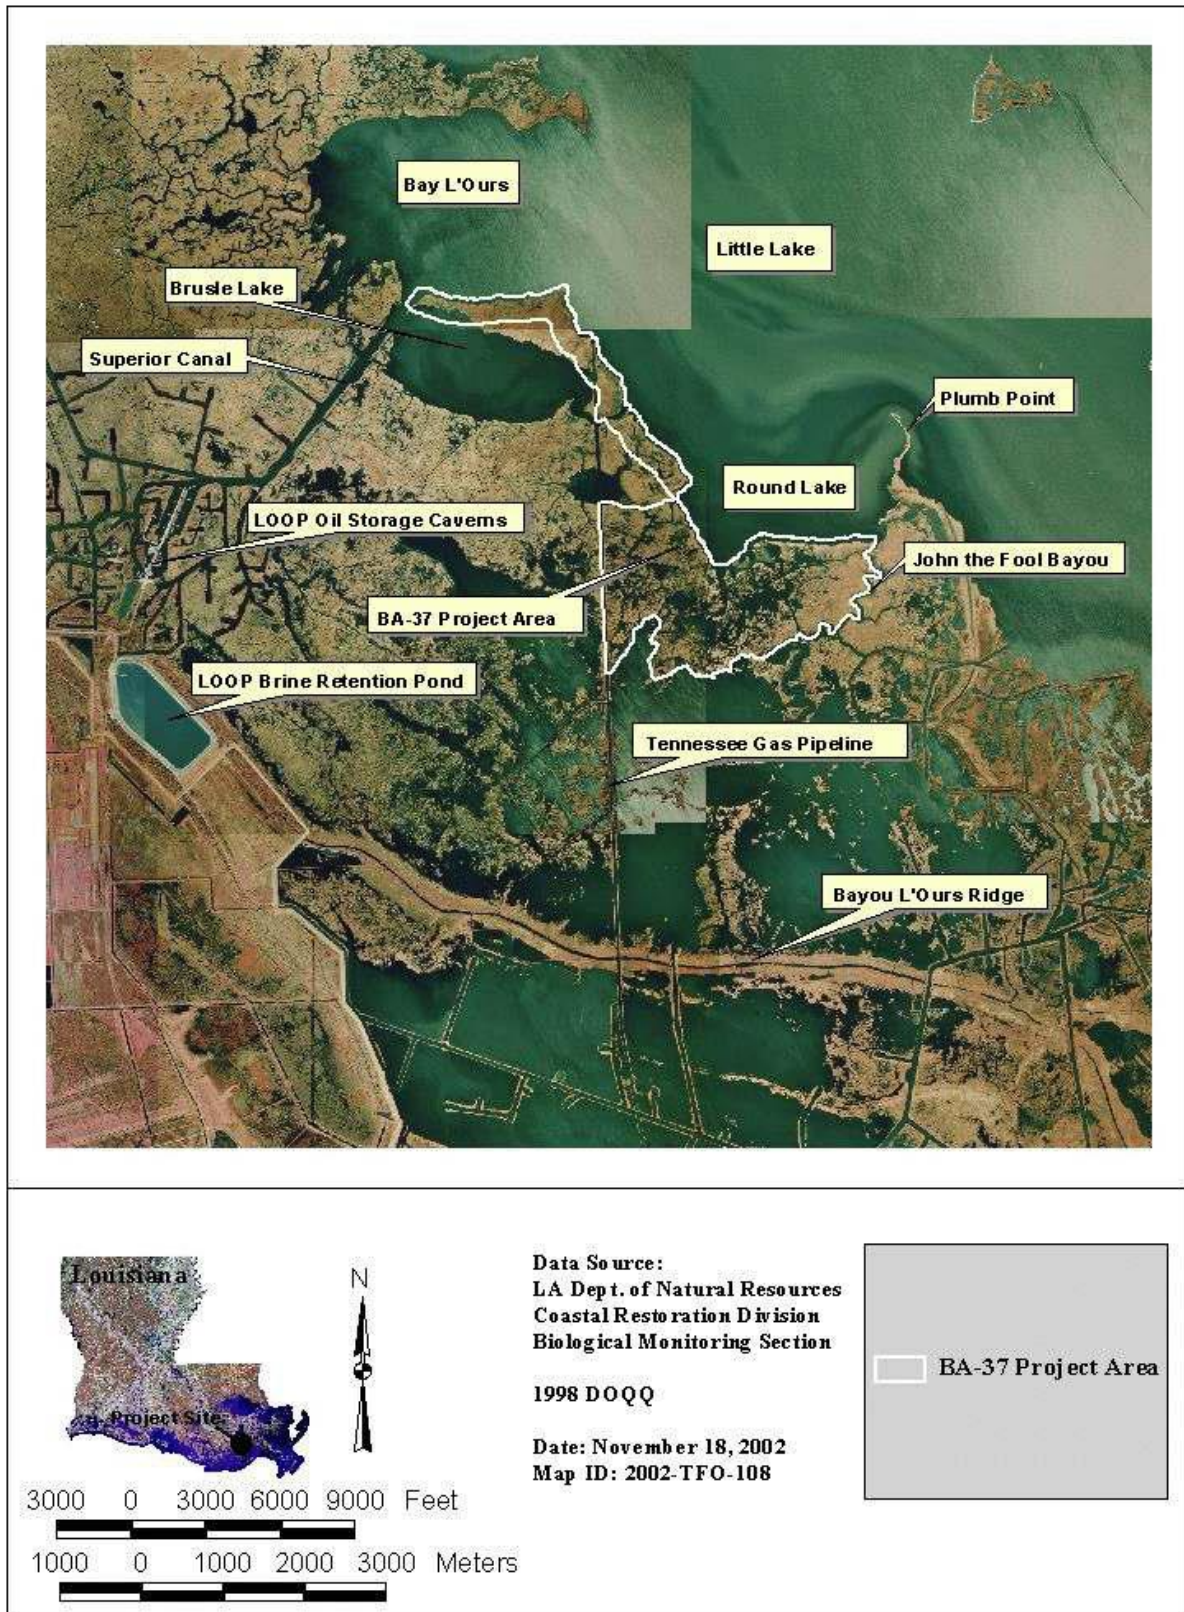 Bay L'Ours
Little Lake
Brusle Lake
Superior Canal
Plumb Point
Round Lake
LOOP Oil Storage Caverns
John the Fool Bayou
BA-37 Project Area
LOOP Brine Retention Pond
Tennessee Gas Pipeline
Bayou L'Ours Ridge
Louisiana
Project Site
N
Data Source:
LA Dept. of Natural Resources
Coastal Restoration Division
Biological Monitoring Section
1998 DOQQ
Date: November 18, 2002
Map ID: 2002-TFO-108
BA-37 Project Area
3000 0 3000 6000 9000 Feet
1000 0 1000 2000 3000 Meters